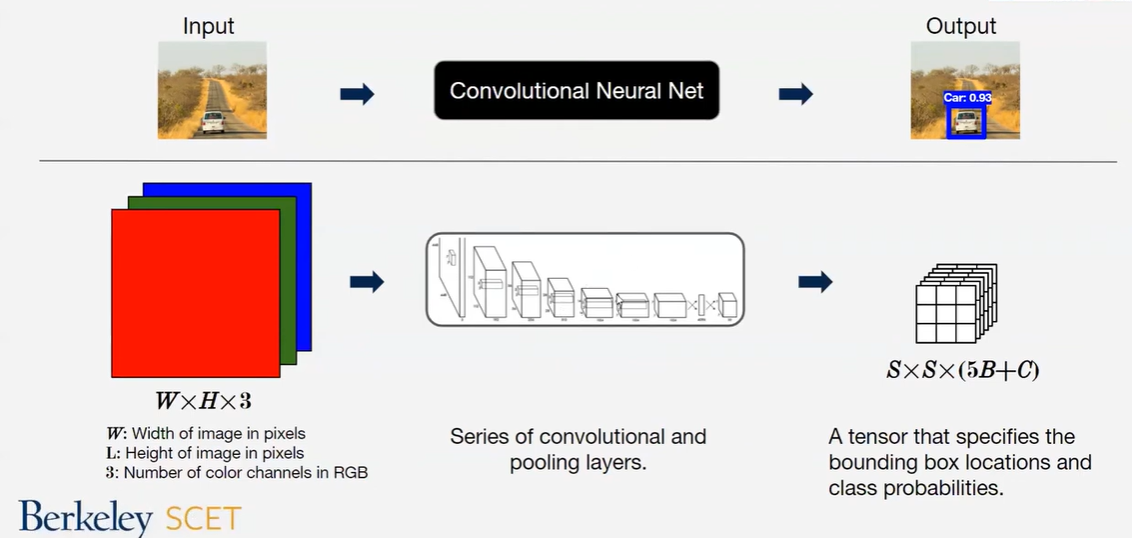 Input
Output
Convolutional Neural Net
Car: 0.93
W×H×3
S×S×(5B+C)
W: Width of image in pixels
L: Height of image in pixels
3: Number of color channels in RGB
Series of convolutional and
pooling layers.
A tensor that specifies the
bounding box locations and
class probabilities.
Berkeley SCET